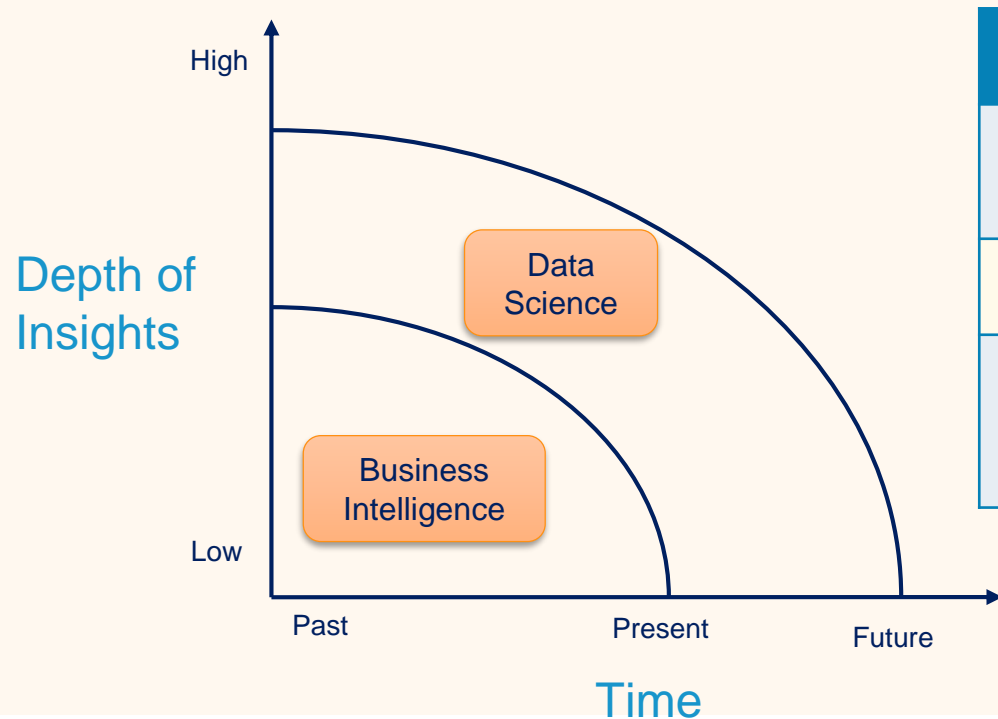 High
Depth of
Insights
Data
Science
Business
Intelligence
Low
Past
Present
Future
Time